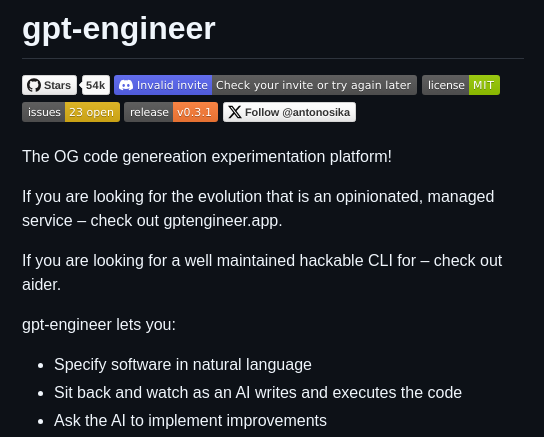 gpt-engineer
Stars 54k Invalid invite Check your invite or try again later license MIT
issues 23 open release v0.3.1 Follow @antonosika
The OG code genereation experimentation platform!
If you are looking for the evolution that is an opinionated, managed
service – check out gptengineer.app.
If you are looking for a well maintained hackable CLI for – check out
aider.
gpt-engineer lets you:
• Specify software in natural language
• Sit back and watch as an AI writes and executes the code
• Ask the AI to implement improvements